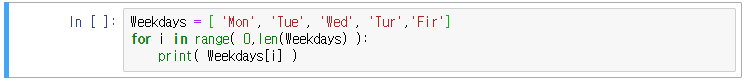 In [ ]: Weekdays = [ 'Mon', 'Tue', 'Wed', 'Tur','Fir']
for i in range( 0,len(Weekdays) ):
    print( Weekdays[i] )